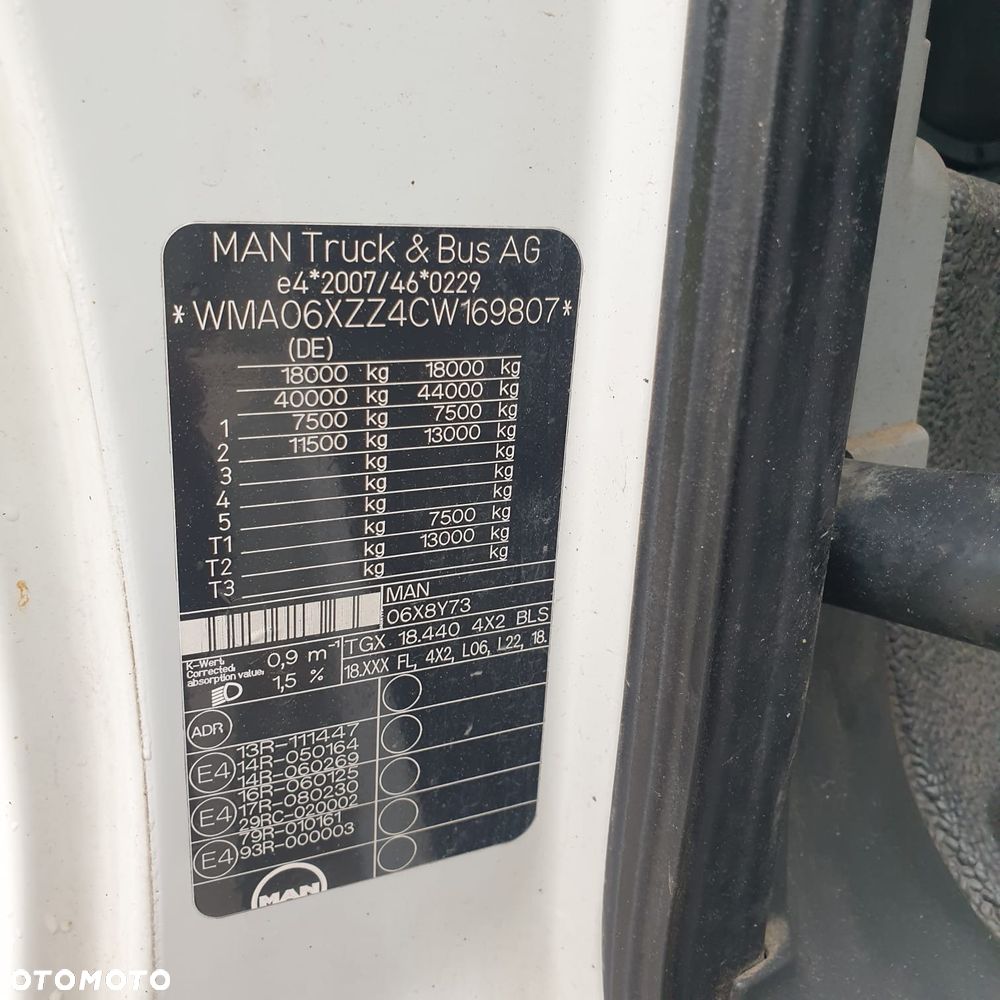 MAN Truck & Bus AG
e4*2007/46*0229
*WMA06XZZ4CW169807*
(DE)
18000 kg 18000 kg
40000 kg 44000 kg
1 7500 kg 7500 kg
2 11500 kg 13000 kg
3 kg kg
4 kg kg
5 kg kg
T1 kg 7500 kg
T2 kg 13000 kg
T3 kg kg
MAN
06X8Y73
K-Wert, Corrected, absorption value: 0,9 m⁻¹
1,5 %
TGX 18.440 4X2 BLS
18.XXX FL, 4X2, L06, L22, 18.
ADR
13R-111447
14R-050164
E4 14R-060269
16R-060125
E4 17R-080230
29RC-020002
79R-010161
E4 93R-000003
MAN
OTOMOTO